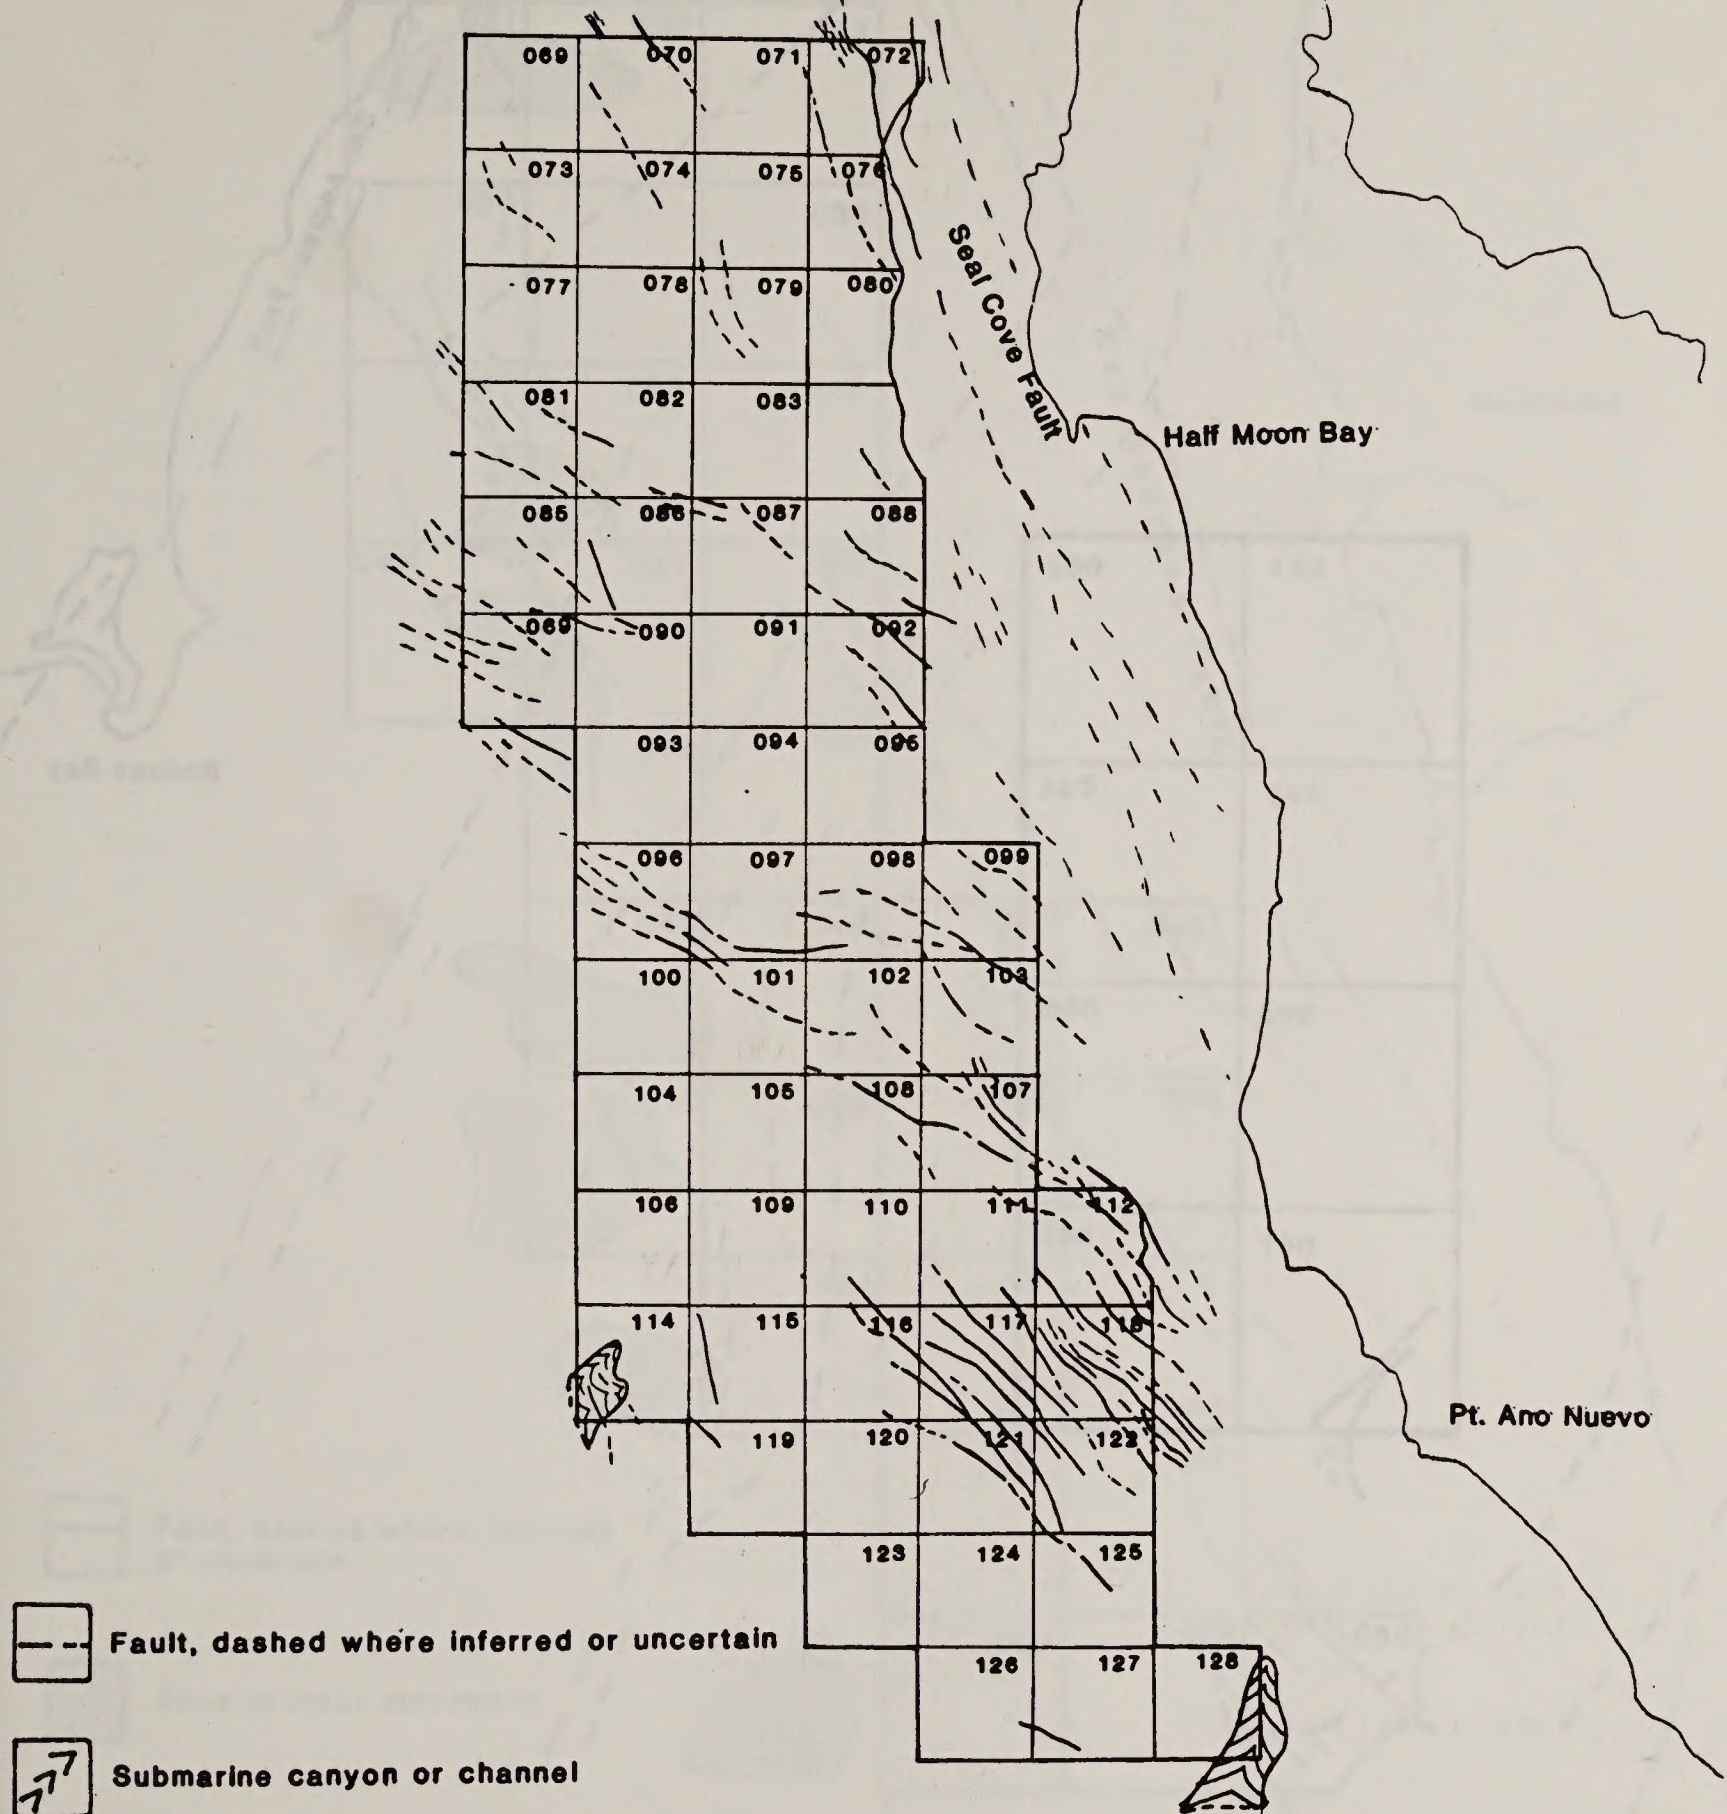 069 070 071 072
073 074 075 076
077 078 079 080
Seal Cove Fault
081 082 083
Half Moon Bay
085 086 087 088
069 090 091 092
093 094 095
096 097 098 099
100 101 102 103
104 105 108 107
106 109 110 111 112
114 115 116 117 118
Pt. Ano Nuevo
119 120 121 122
123 124 125
Fault, dashed where inferred or uncertain
126 127 128
Submarine canyon or channel